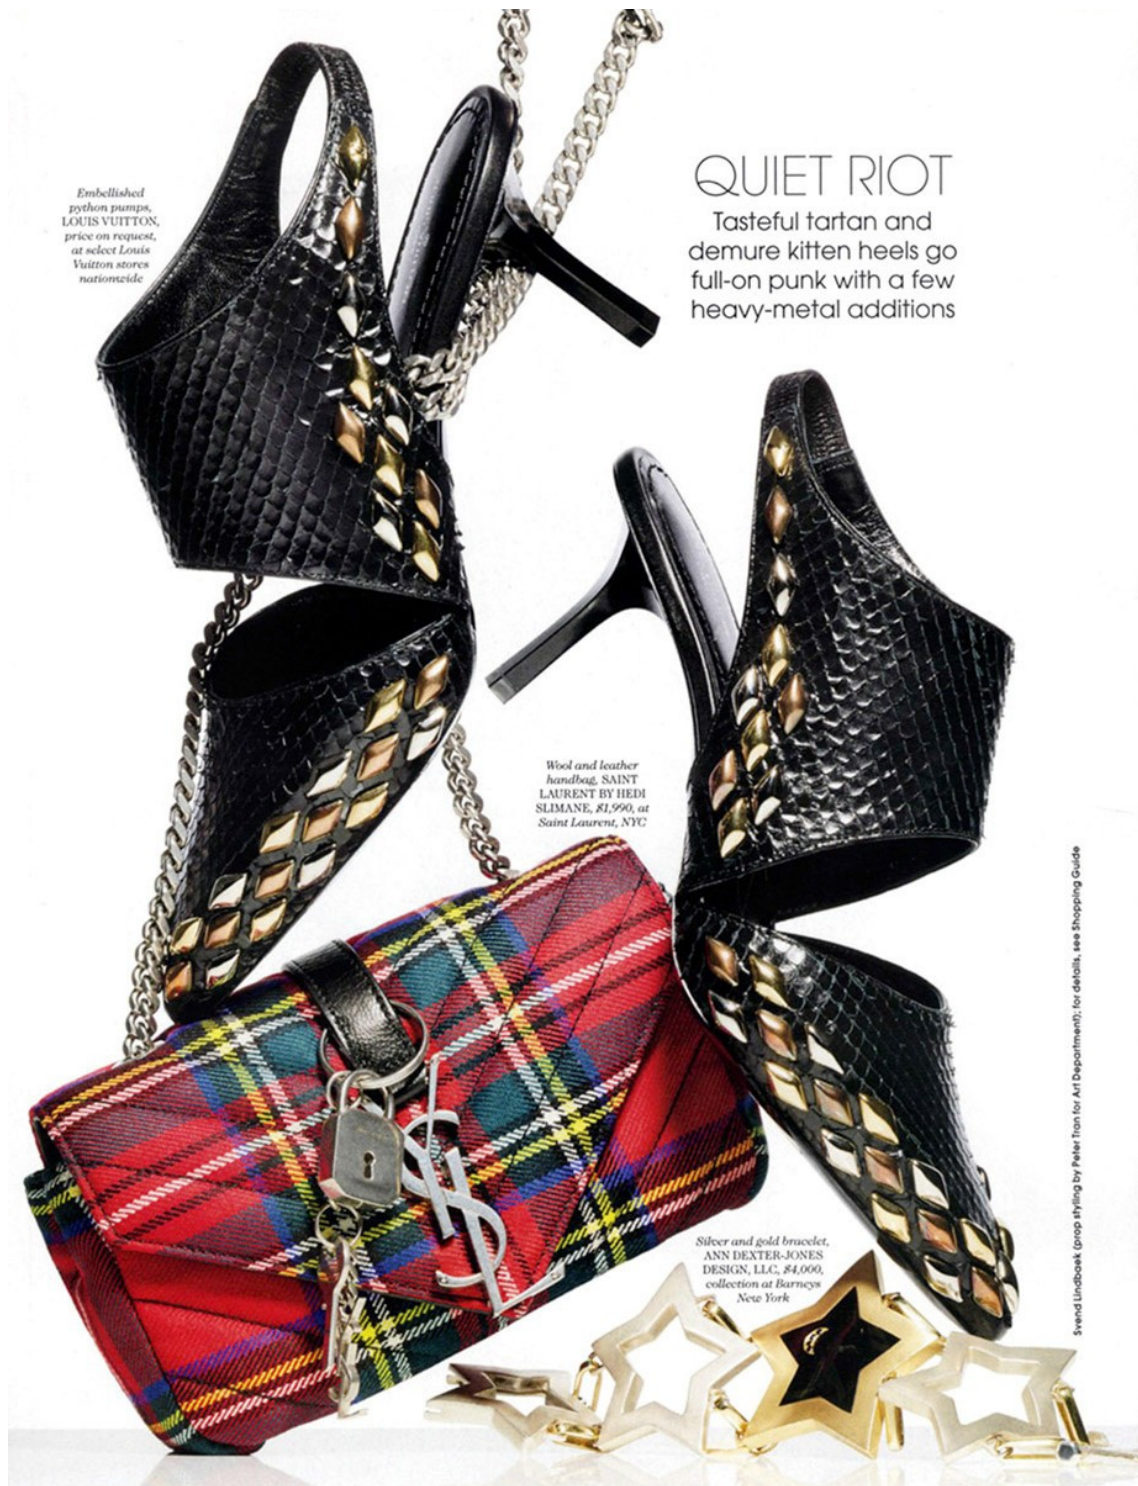 QUIET RIOT
Tasteful tartan and
demure kitten heels go
full-on punk with a few
heavy-metal additions
Embellished
python pumps,
LOUIS VUITTON,
price on request,
at select Louis
Vuitton stores
nationwide
Wool and leather
handbag, SAINT
LAURENT BY HEDI
SLIMANE, $1,990, at
Saint Laurent, NYC
Silver and gold bracelet,
ANN DEXTER-JONES
DESIGN, LLC, $4,000,
collection at Barneys
New York
Svend Lindbaek (prop styling by Peter Tran for Art Department); for details, see Shopping Guide
YSL